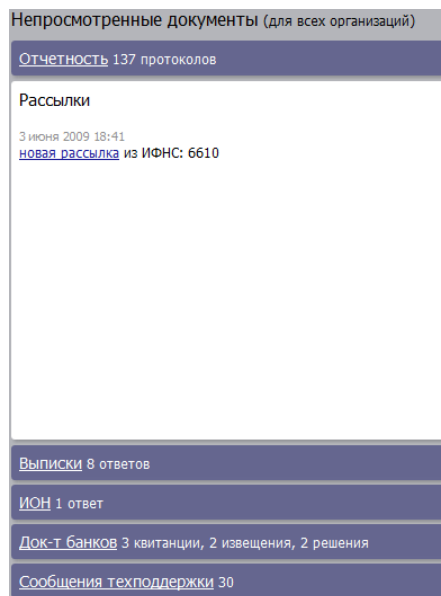 Непросмотренные документы (для всех организаций)
Отчетность 137 протоколов
Рассылки
3 июня 2009 18:41
новая рассылка из ИФНС: 6610
Выписки 8 ответов
ИОН 1 ответ
Док-т банков 3 квитанции, 2 извещения, 2 решения
Сообщения техподдержки 30